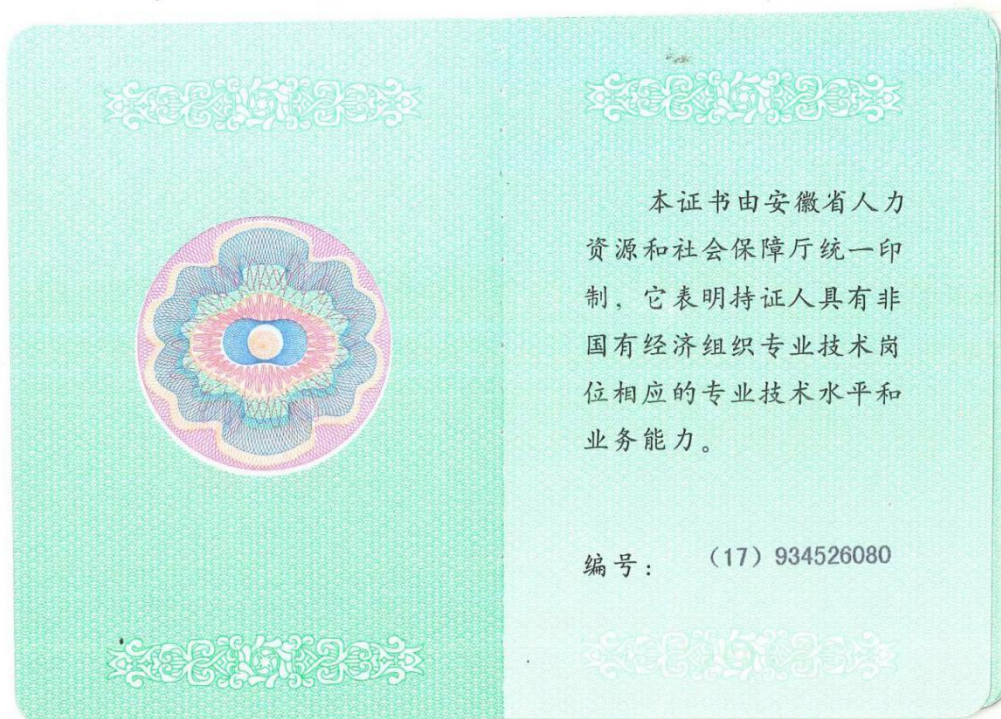 本证书由安徽省人力
资源和社会保障厅统一印
制，它表明持证人具有非
国有经济组织专业技术岗
位相应的专业技术水平和
业务能力。
编号： （17）934526080